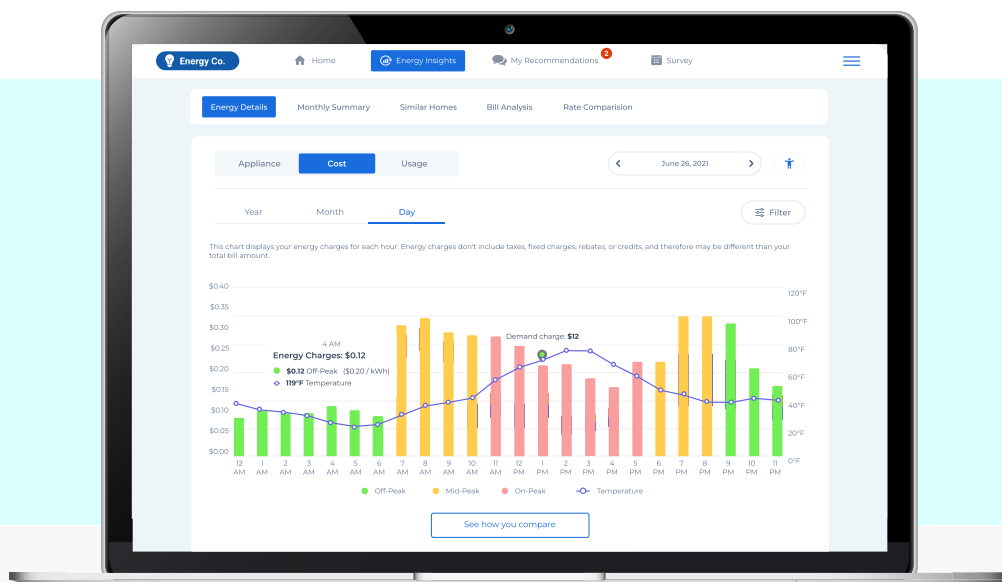 Energy Co.
Home
Energy Insights
My Recommendations
2
Survey
Energy Details
Monthly Summary
Similar Homes
Bill Analysis
Rate Comparision
Appliance
Cost
Usage
June 26, 2021
Year
Month
Day
Filter
This chart displays your energy charges for each hour. Energy charges don't include taxes, fixed charges, rebates, or credits, and therefore may be different than your
total bill amount.
$0.40
$0.35
$0.30
$0.25
$0.20
$0.15
$0.10
$0.05
$0.00
4 AM
Energy Charges: $0.12
$0.12 Off-Peak ($0.20 / kWh)
119°F Temperature
Demand charge: $12
120°F
100°F
80°F
60°F
40°F
20°F
0°F
12 1 2 3 4 5 6 7 8 9 10 11 12 1 2 3 4 5 6 7 8 9 10 11
AM AM AM AM AM AM AM AM AM AM AM AM PM PM PM PM PM PM PM PM PM PM PM PM
Off-Peak
Mid-Peak
On-Peak
Temperature
See how you compare